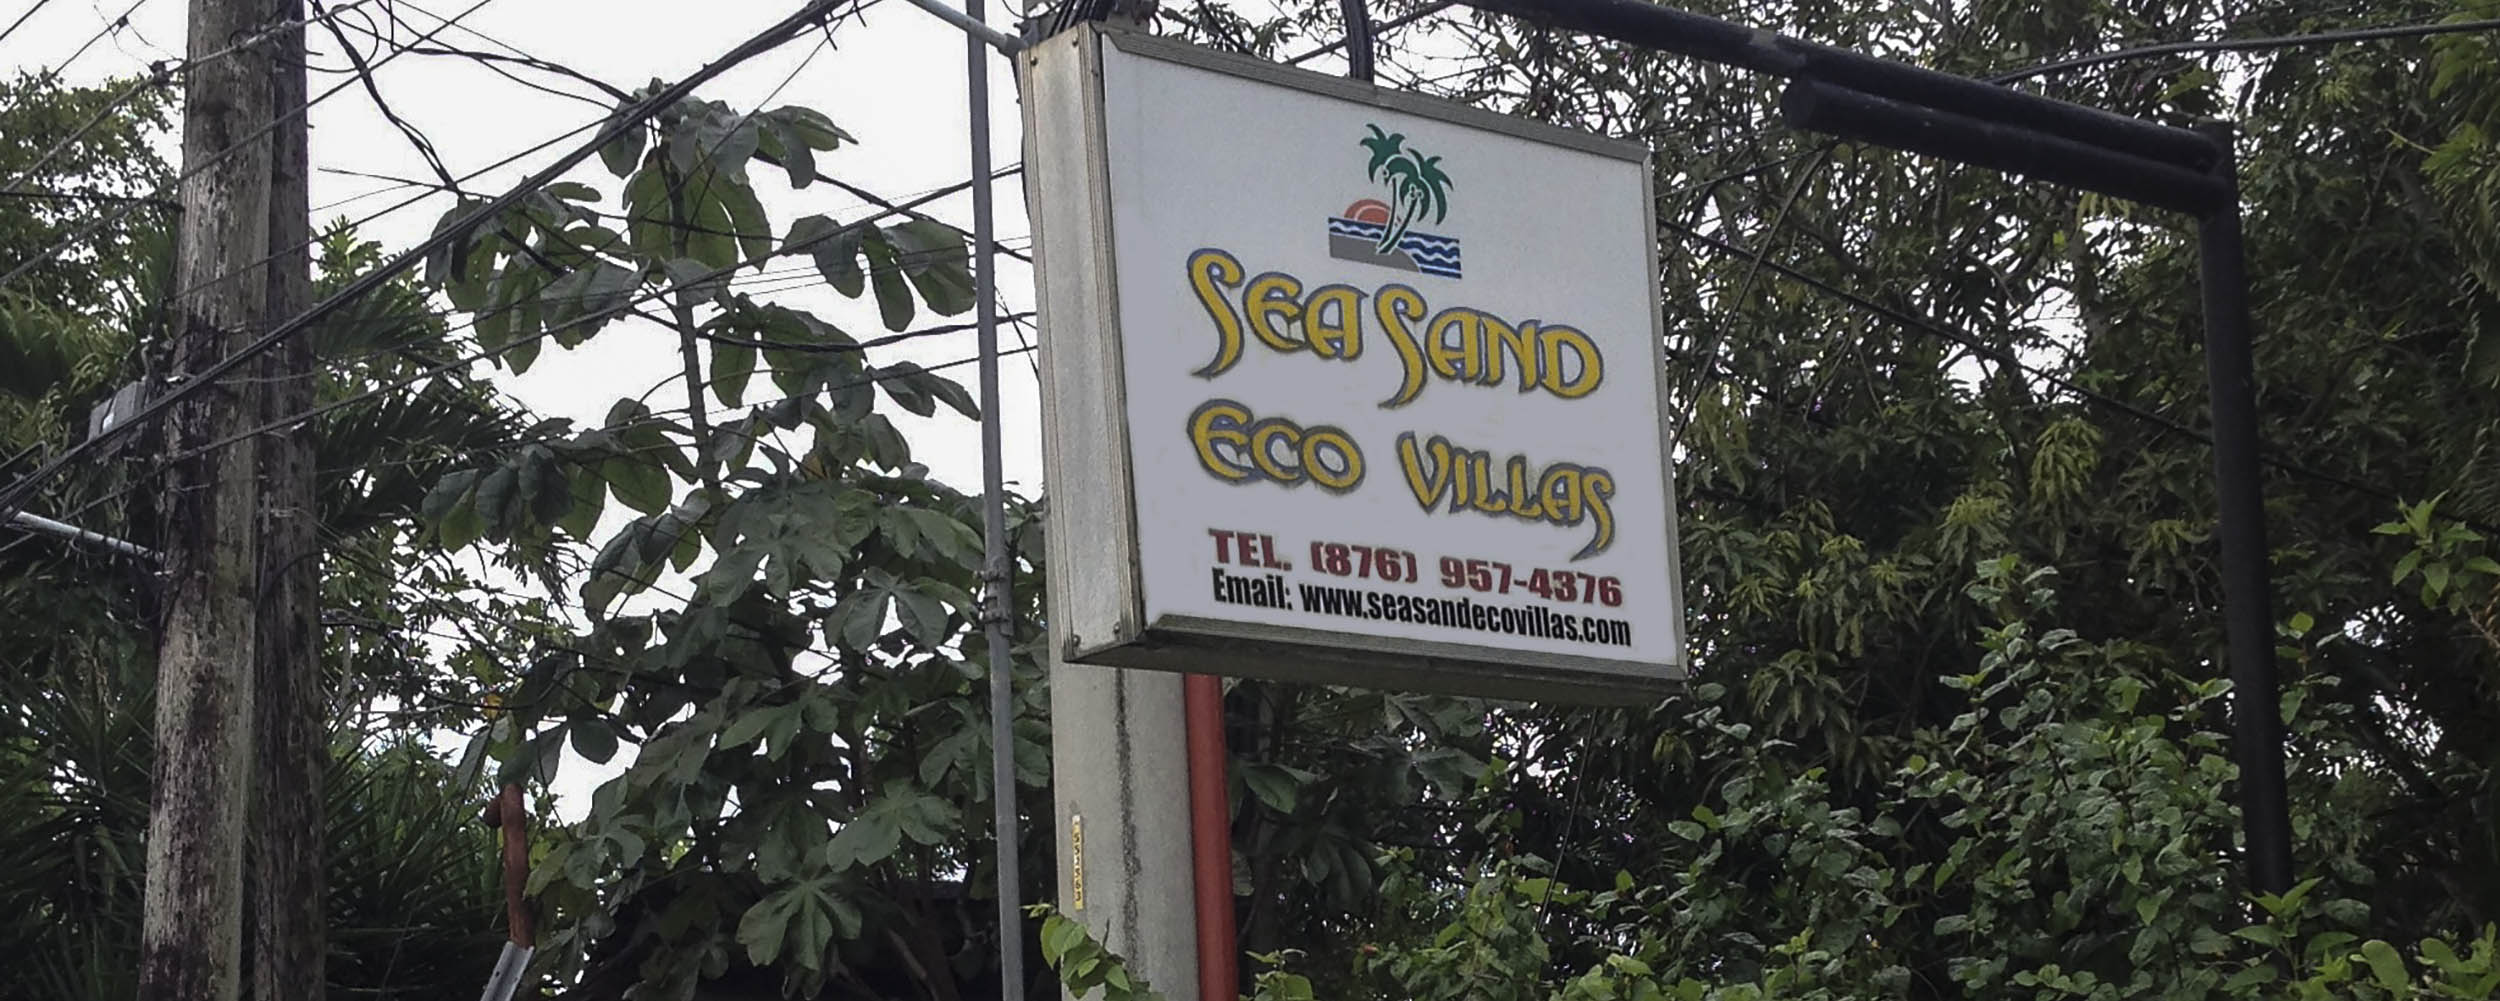 SEA SAND
ECO VILLAS
TEL. (876) 957-4376
Email: www.seasandecovillas.com